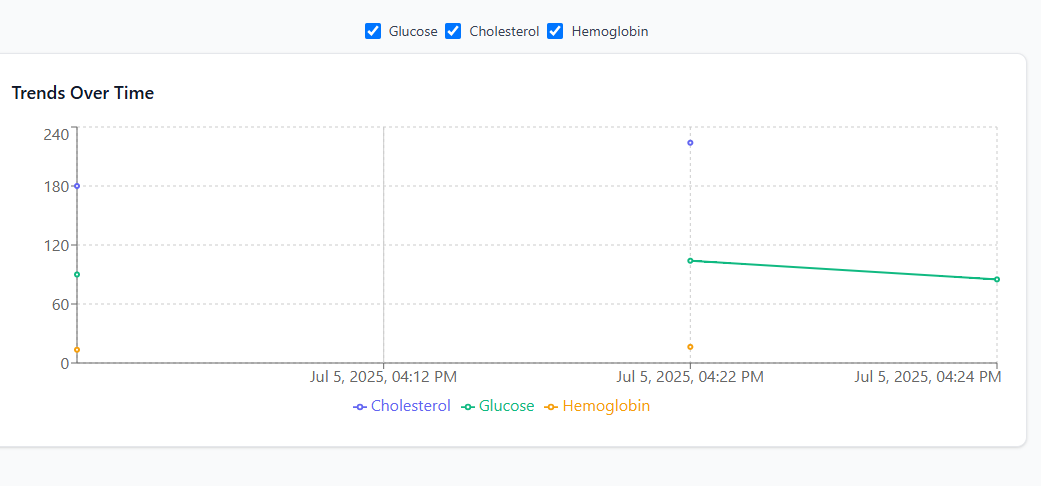 Glucose Cholesterol Hemoglobin
Trends Over Time
240
180
120
60
0
Jul 5, 2025, 04:12 PM Jul 5, 2025, 04:22 PM Jul 5, 2025, 04:24 PM
Cholesterol Glucose Hemoglobin